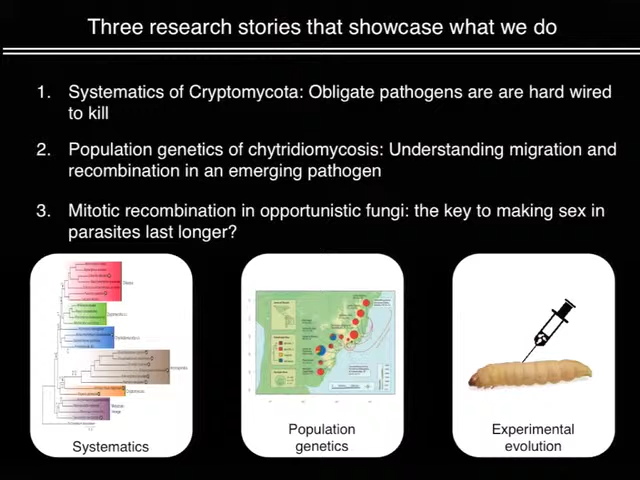 Three research stories that showcase what we do
1. Systematics of Cryptomycota: Obligate pathogens are are hard wired
to kill
2. Population genetics of chytridiomycosis: Understanding migration and
recombination in an emerging pathogen
3. Mitotic recombination in opportunistic fungi: the key to making sex in
parasites last longer?
Systematics
Population
genetics
Experimental
evolution